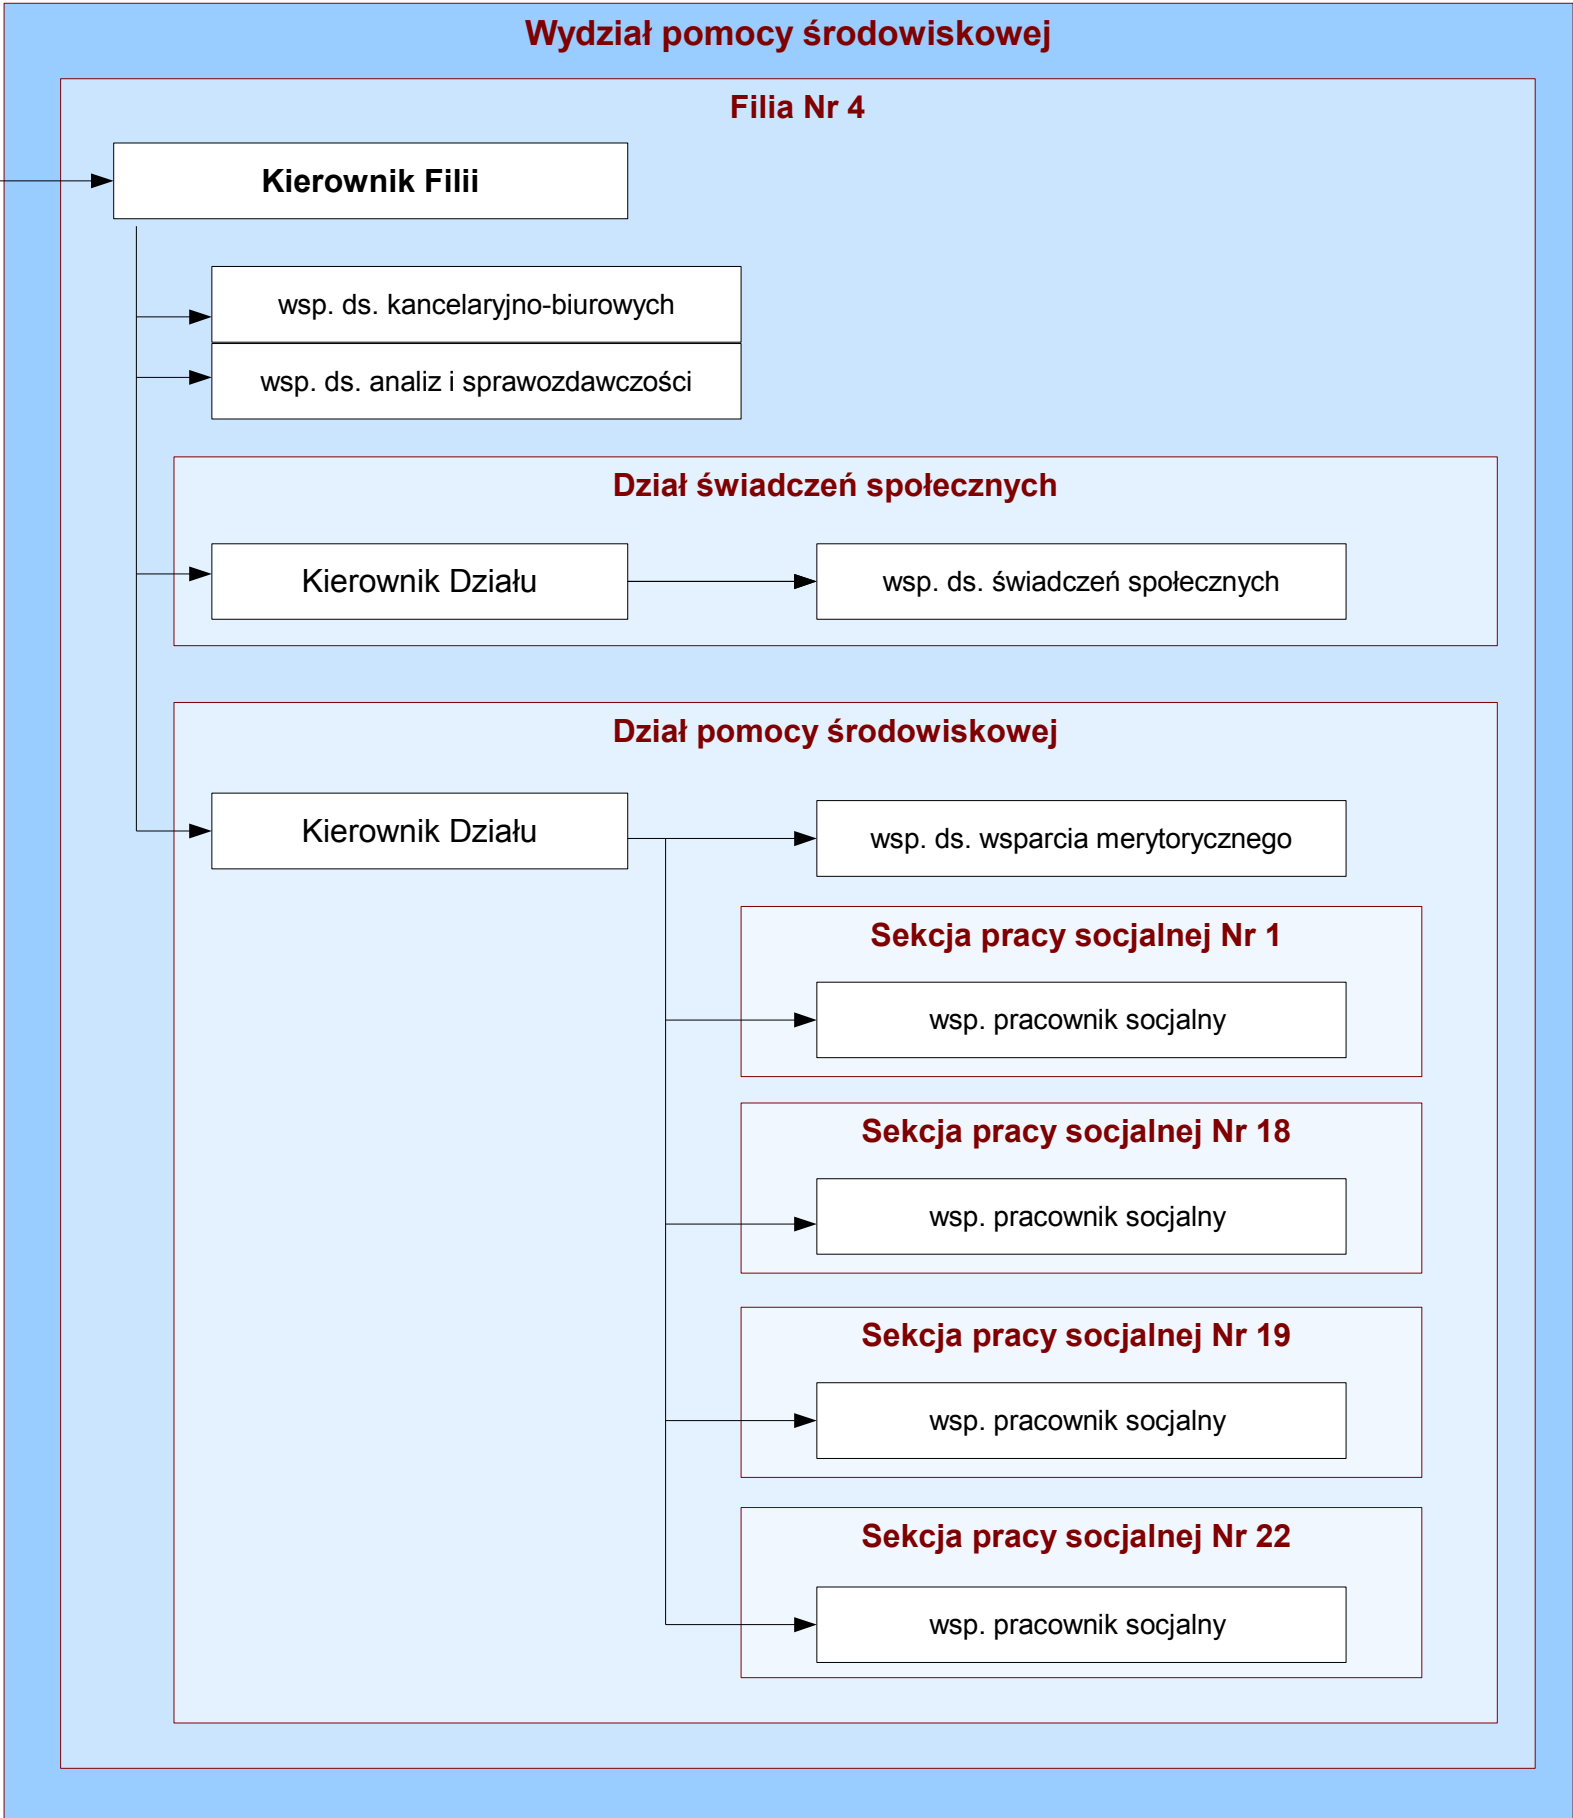 Wydział pomocy środowiskowej
Filia Nr 4
Kierownik Filii
wsp. ds. kancelaryjno-biurowych
wsp. ds. analiz i sprawozdawczości
Dział świadczeń społecznych
Kierownik Działu
wsp. ds. świadczeń społecznych
Dział pomocy środowiskowej
Kierownik Działu
wsp. ds. wsparcia merytorycznego
Sekcja pracy socjalnej Nr 1
wsp. pracownik socjalny
Sekcja pracy socjalnej Nr 18
wsp. pracownik socjalny
Sekcja pracy socjalnej Nr 19
wsp. pracownik socjalny
Sekcja pracy socjalnej Nr 22
wsp. pracownik socjalny